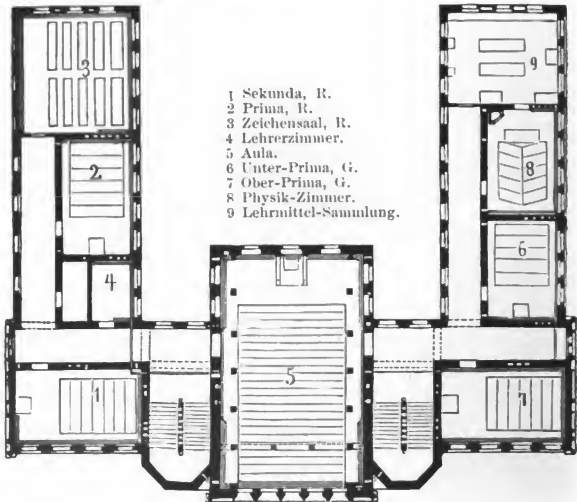 1 Sekunda, R.
2 Prima, R.
3 Zeichensaal, R.
4 Lehrerzimmer.
5 Aula.
6 Unter-Prima, G.
7 Ober-Prima, G.
8 Physik-Zimmer.
9 Lehrmittel-Sammlung.
3
9
2
8
6
4
5
1
7